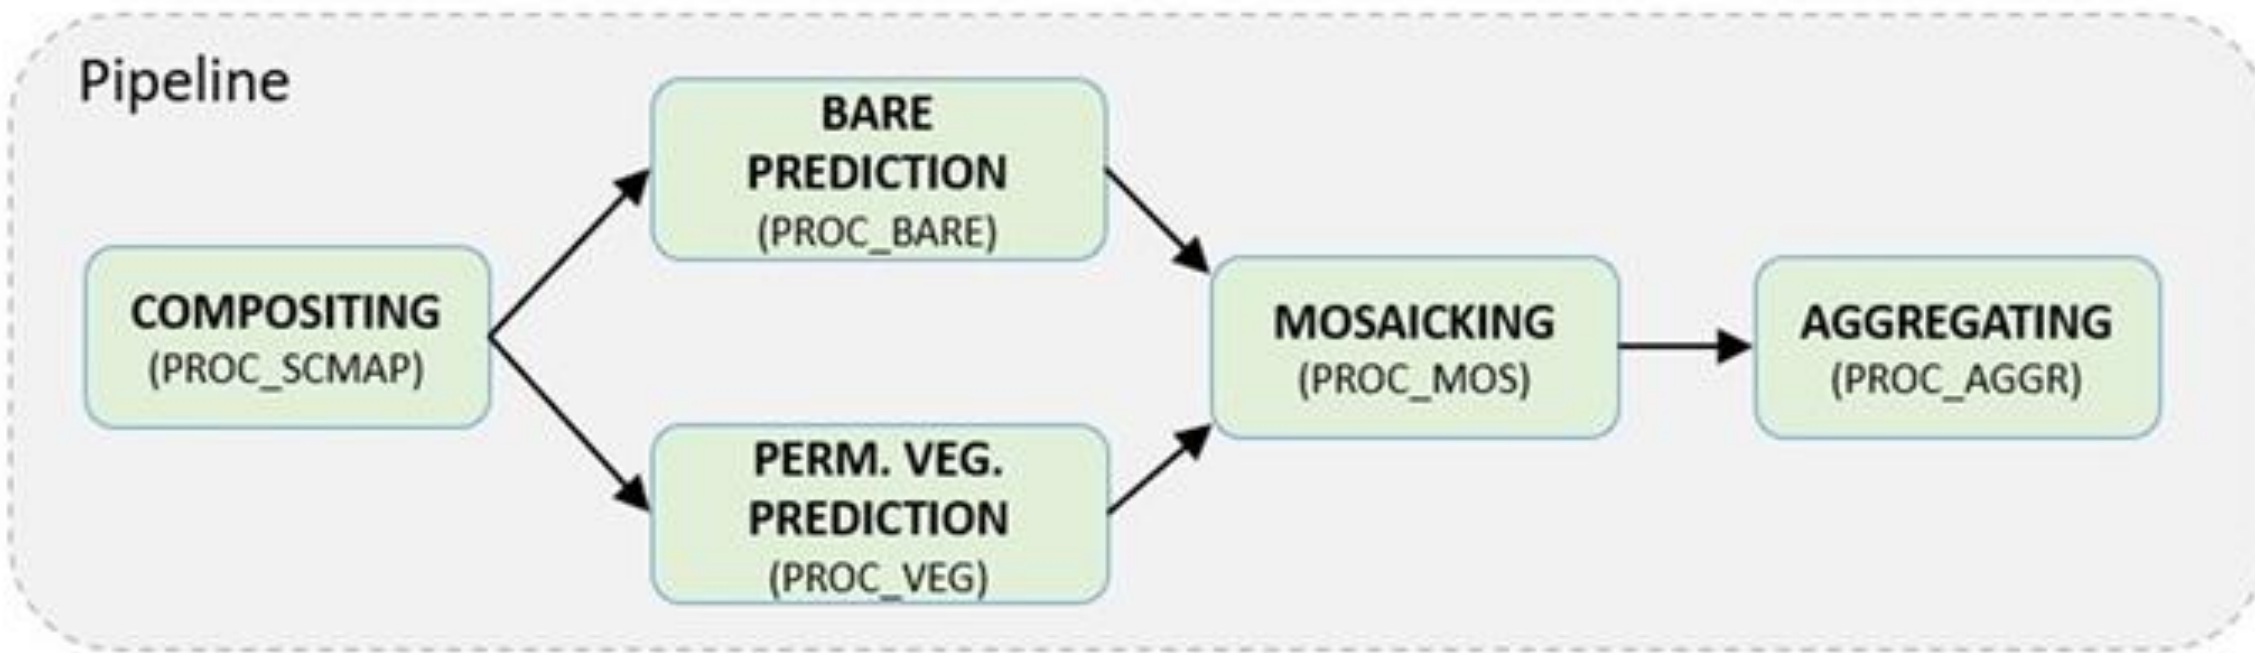 Pipeline
COMPOSITING
(PROC_SCMAP)
BARE
PREDICTION
(PROC_BARE)
PERM. VEG.
PREDICTION
(PROC_VEG)
MOSAICKING
(PROC_MOS)
AGGREGATING
(PROC_AGGR)